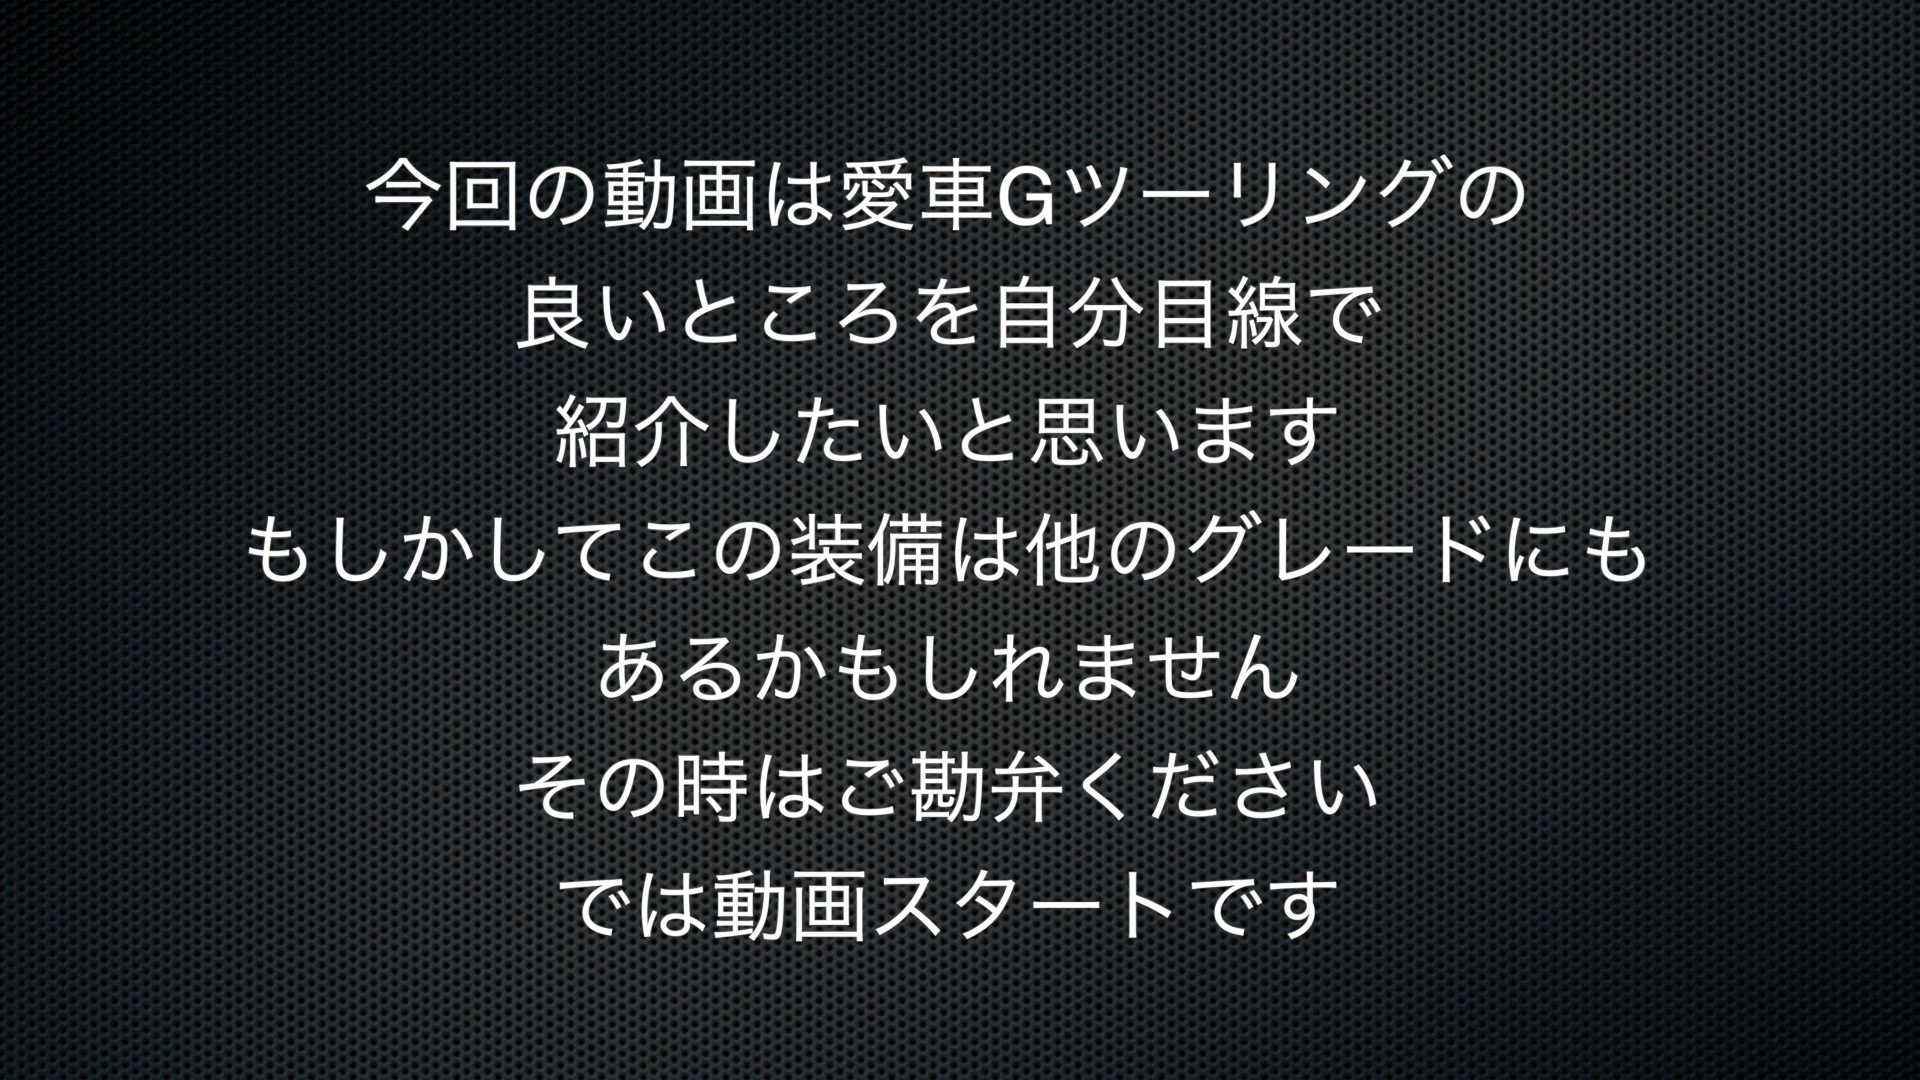 今回の動画は愛車Gツーリングの
良いところを自分目線で
紹介したいと思います
もしかしてこの装備は他のグレードにも
あるかもしれません
その時はご勘弁ください
では動画スタートです